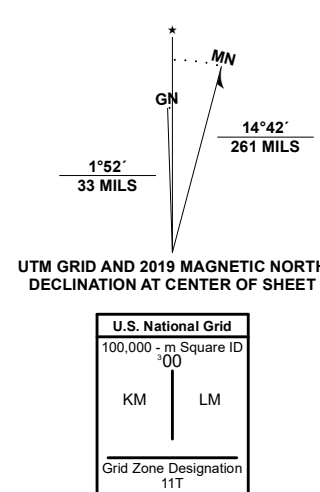 ★
MN
GN
14°42´
261 MILS
1°52´
33 MILS
UTM GRID AND 2019 MAGNETIC NORTH
DECLINATION AT CENTER OF SHEET
U.S. National Grid
100,000 - m Square ID
³00
KM LM
Grid Zone Designation
11T